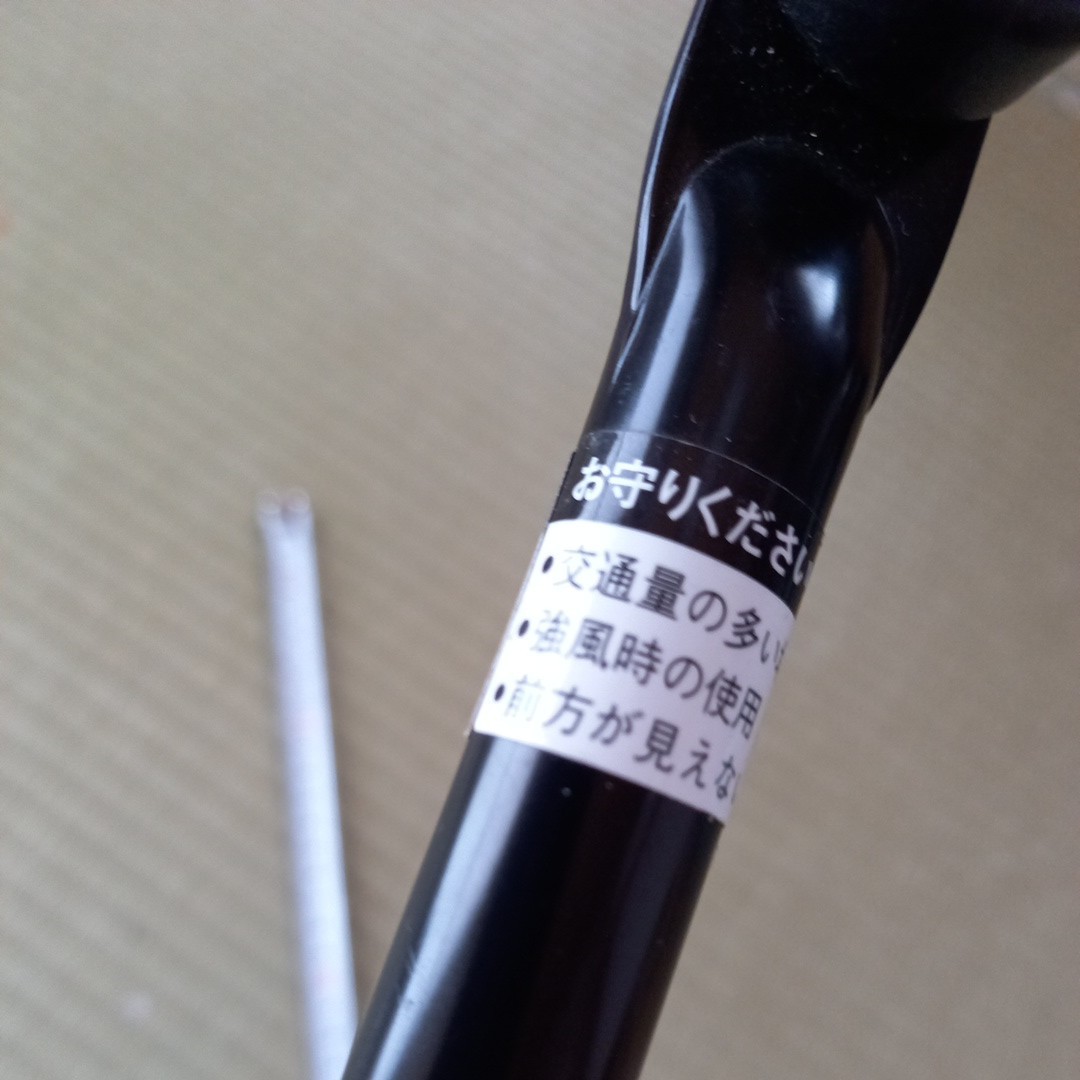 お守りくださ
•交通量の多い
•強風時の使用
•前方が見えな